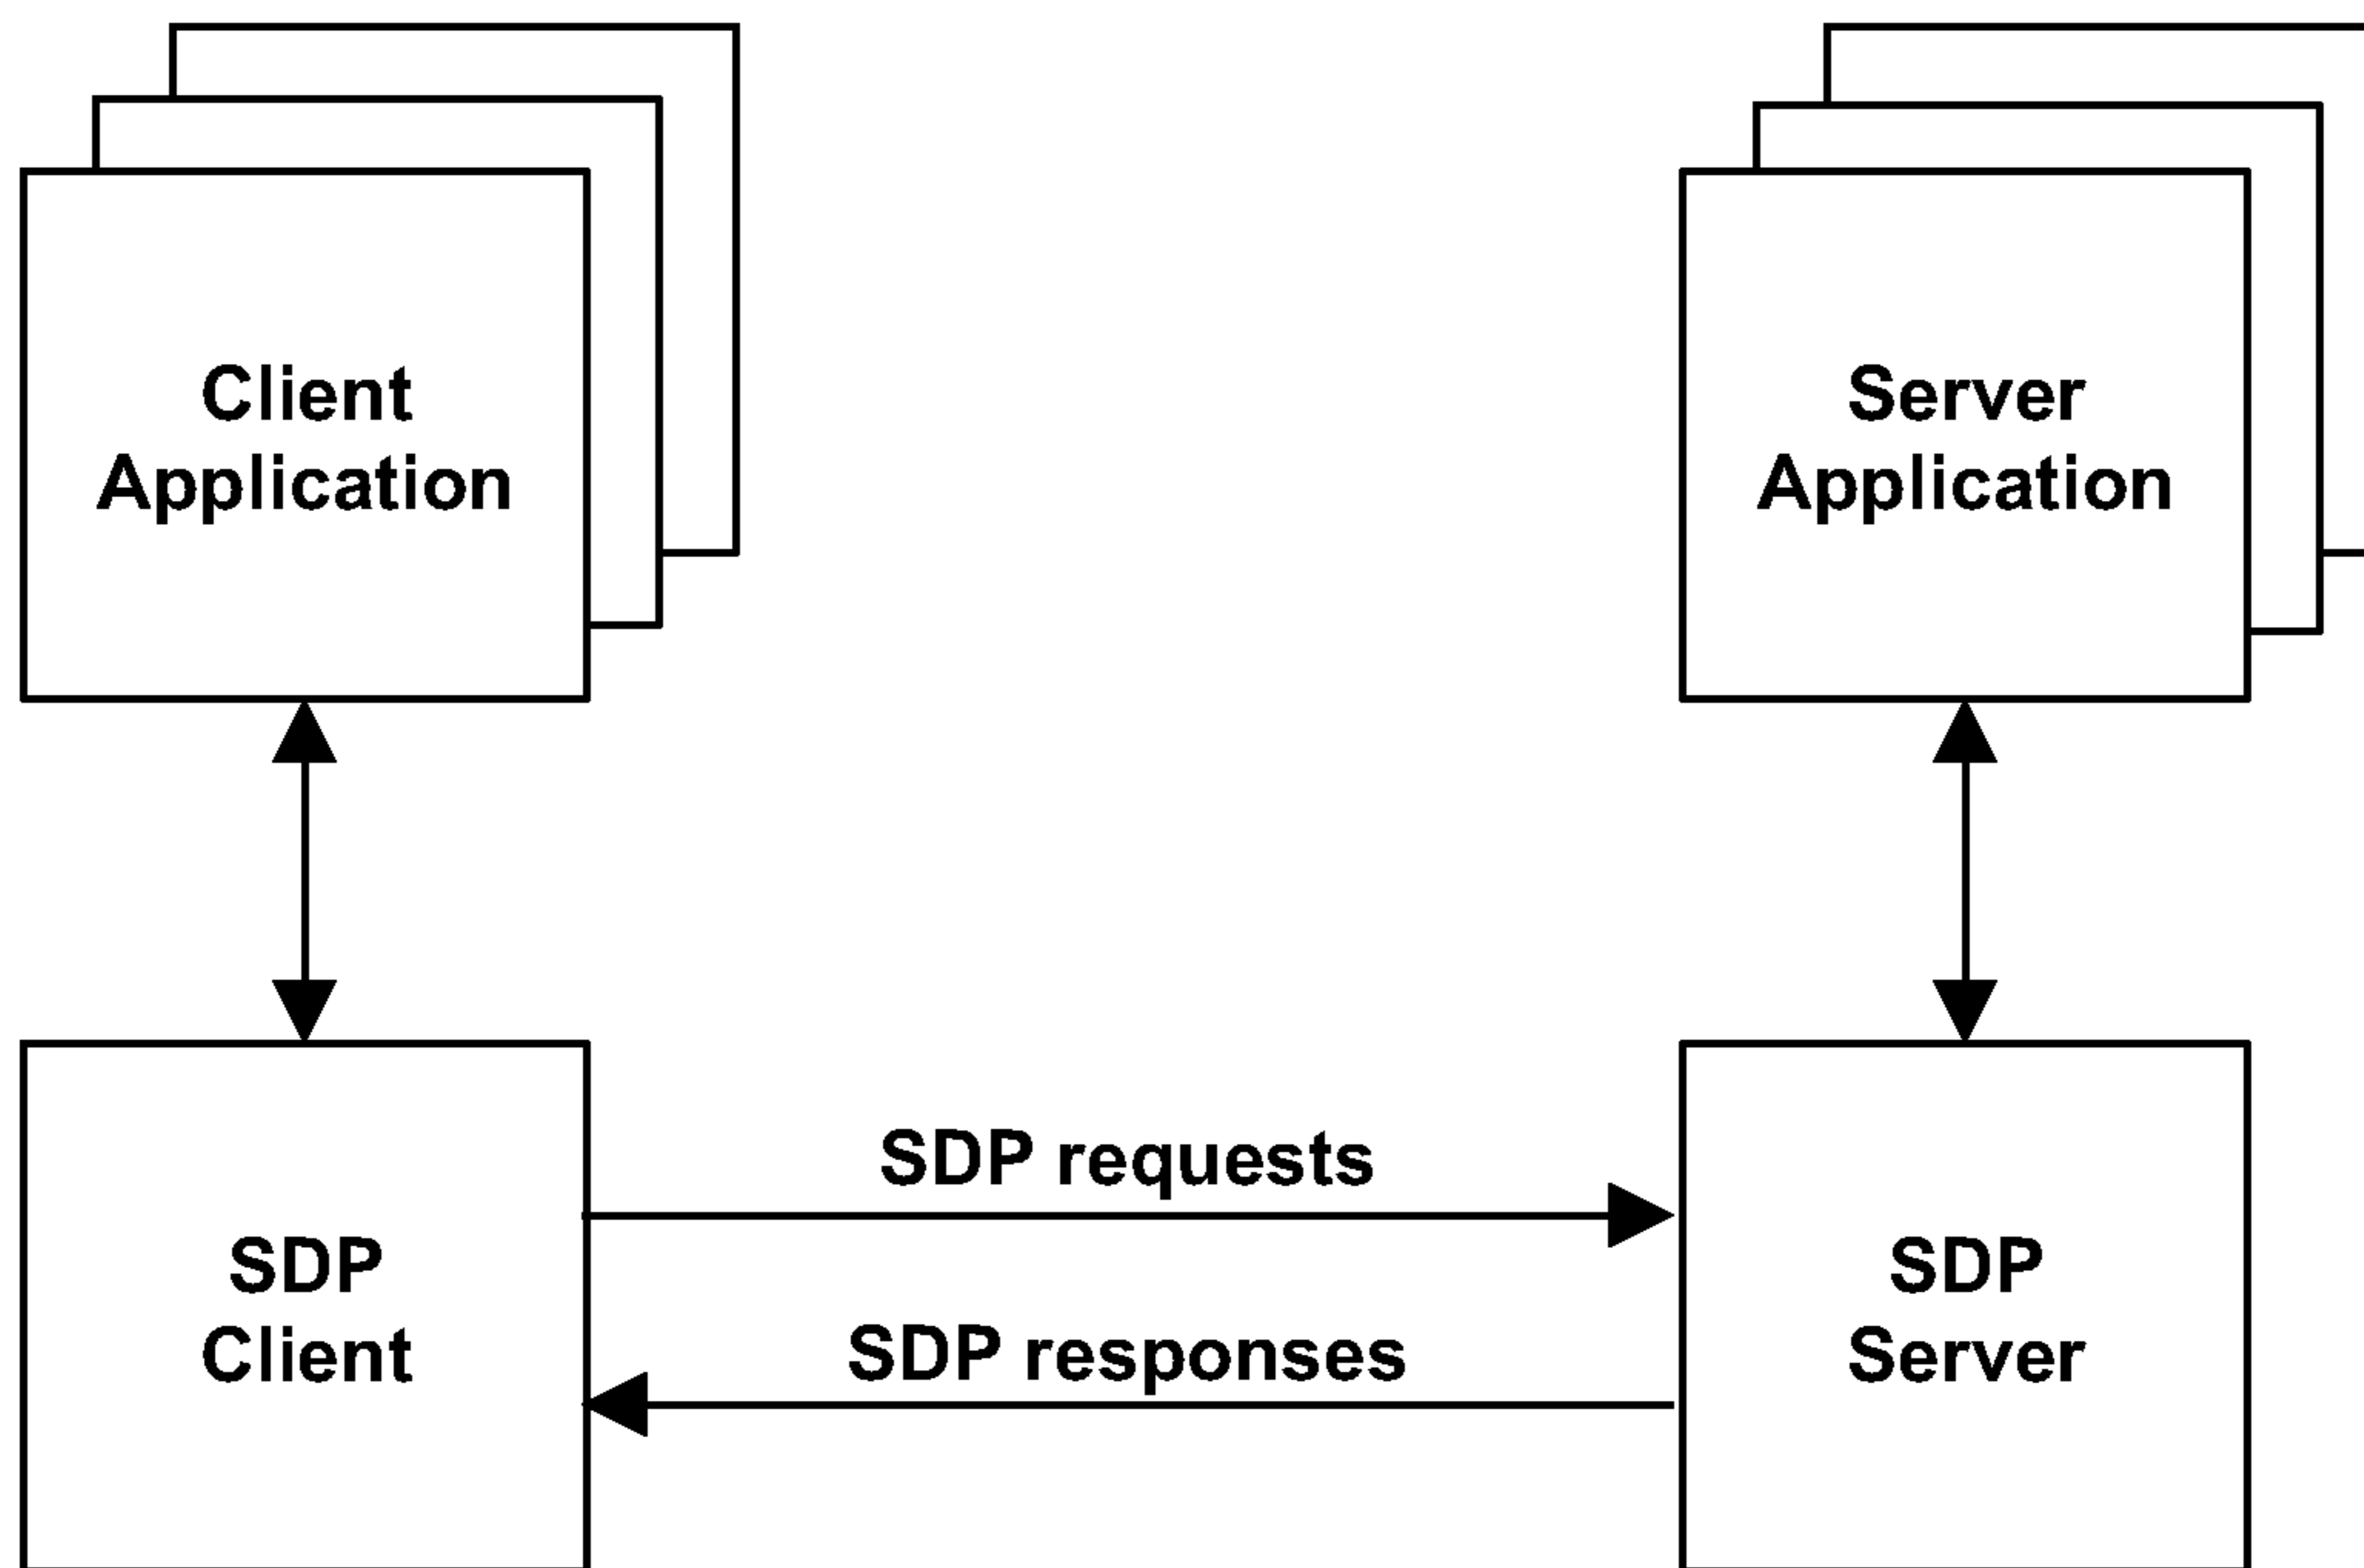 Client
Application
Server
Application
SDP requests
SDP
Client
SDP responses
SDP
Server